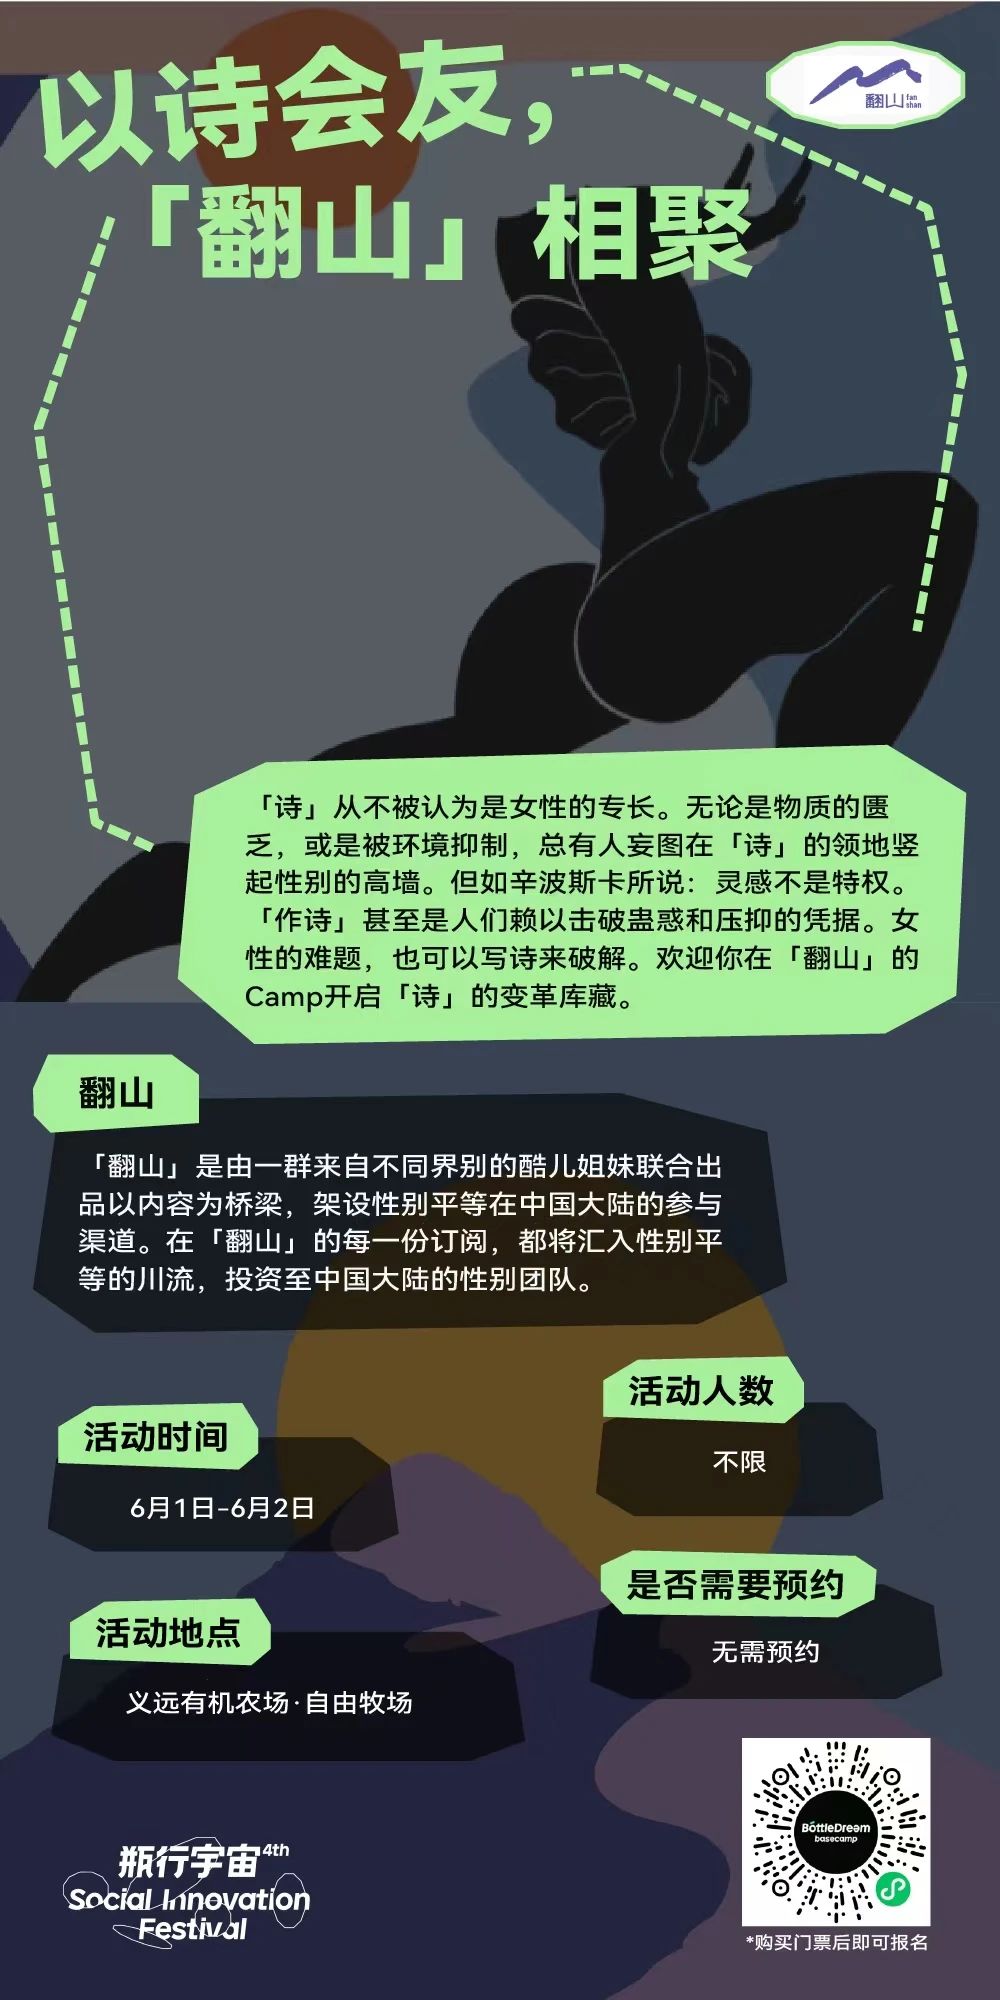 以诗会友，
「翻山」相聚
翻山 fan shan
「诗」从不被认为是女性的专长。无论是物质的匮
乏，或是被环境抑制，总有人妄图在「诗」的领地竖
起性别的高墙。但如辛波斯卡所说：灵感不是特权。
「作诗」甚至是人们赖以击破蛊惑和压抑的凭据。女
性的难题，也可以写诗来破解。欢迎你在「翻山」的
Camp开启「诗」的变革库藏。
翻山
「翻山」是由一群来自不同界别的酷儿姐妹联合出
品以内容为桥梁，架设性别平等在中国大陆的参与
渠道。在「翻山」的每一份订阅，都将汇入性别平
等的川流，投资至中国大陆的性别团队。
活动时间
6月1日-6月2日
活动人数
不限
活动地点
义远有机农场·自由牧场
是否需要预约
无需预约
瓶行宇宙4th
Social Innovation
Festival
BottleDream
basecamp
*购买门票后即可报名